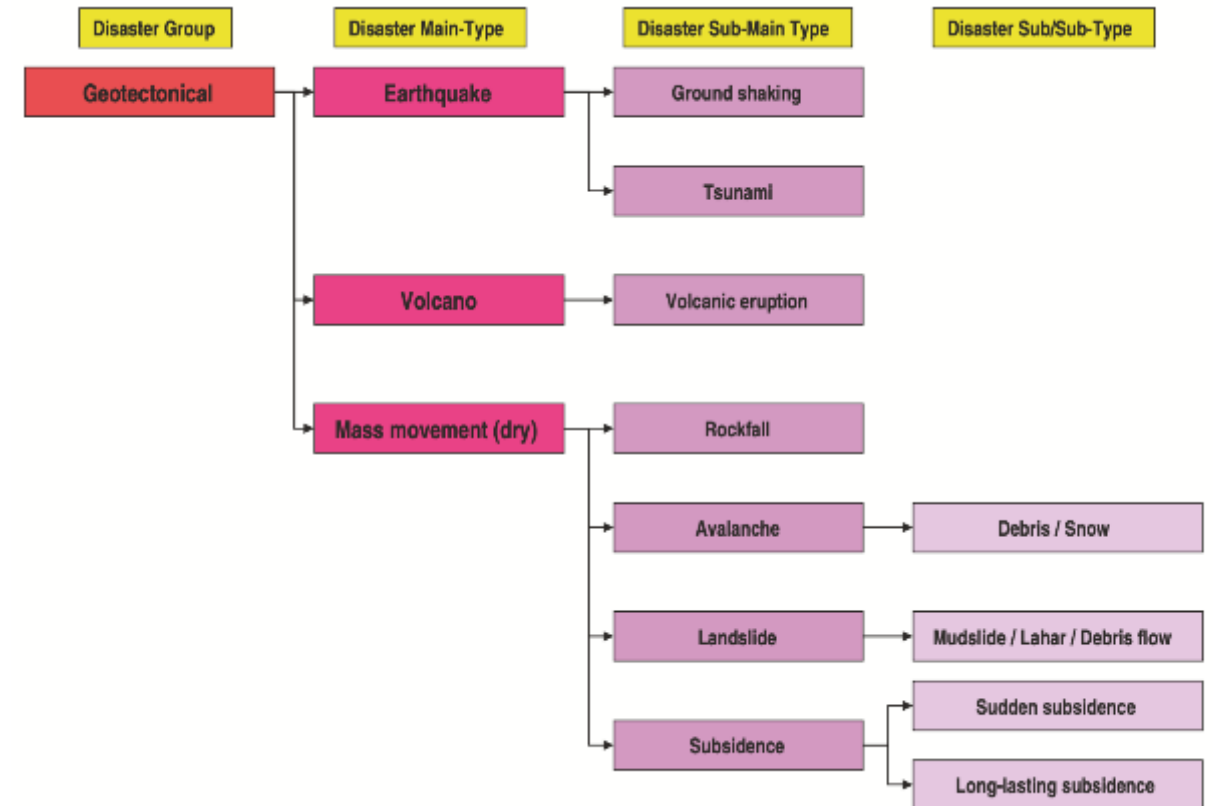 Disaster Group
Disaster Main-Type
Disaster Sub-Main Type
Disaster Sub/Sub-Type
Geotectonical
Earthquake
Ground shaking
Tsunami
Volcano
Volcanic eruption
Mass movement (dry)
Rockfall
Avalanche
Debris / Snow
Landslide
Mudslide / Lahar / Debris flow
Subsidence
Sudden subsidence
Long-lasting subsidence